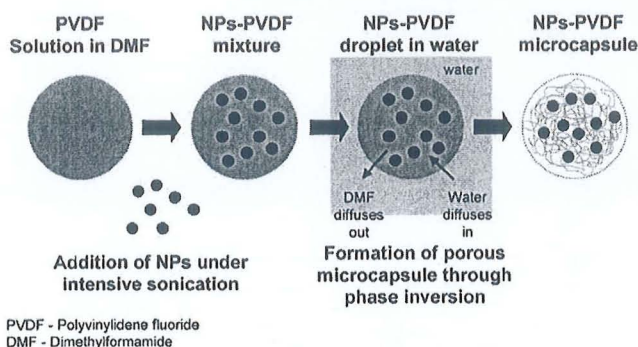 PVDF
Solution in DMF
NPs-PVDF
mixture
NPs-PVDF
droplet in water
NPs-PVDF
microcapsule
water
DMF
diffuses
out
Water
diffuses
in
Addition of NPs under
intensive sonication
Formation of porous
microcapsule through
phase inversion
PVDF - Polyvinylidene fluoride
DMF - Dimethylformamide